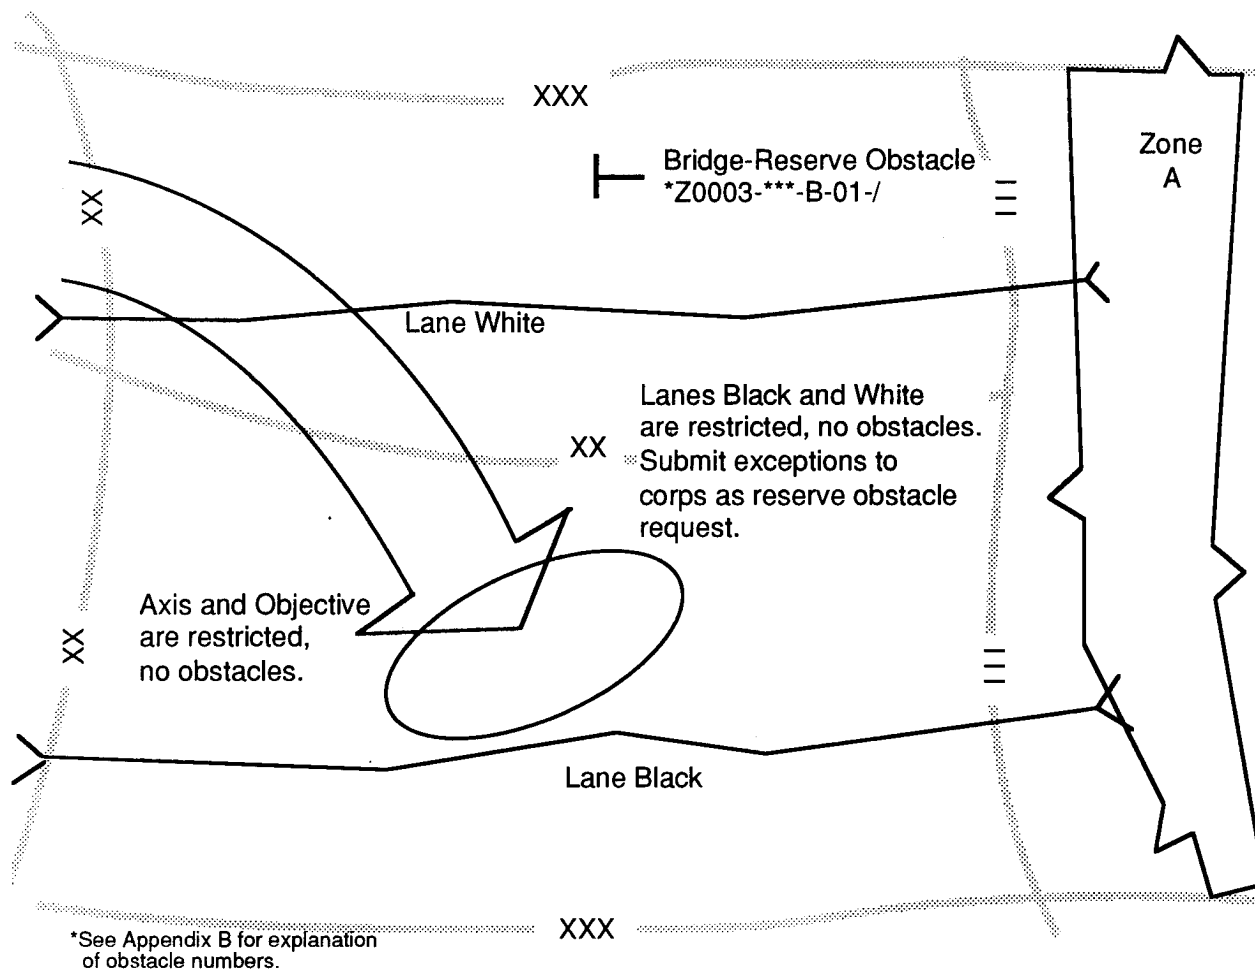 XXX
Bridge-Reserve Obstacle
*Z0003-***-B-01-/
Zone
A
XX
III
Lane White
Lanes Black and White
are restricted, no obstacles.
Submit exceptions to
corps as reserve obstacle
request.
XX
Axis and Objective
are restricted,
no obstacles.
XX
III
Lane Black
XXX
*See Appendix B for explanation
of obstacle numbers.